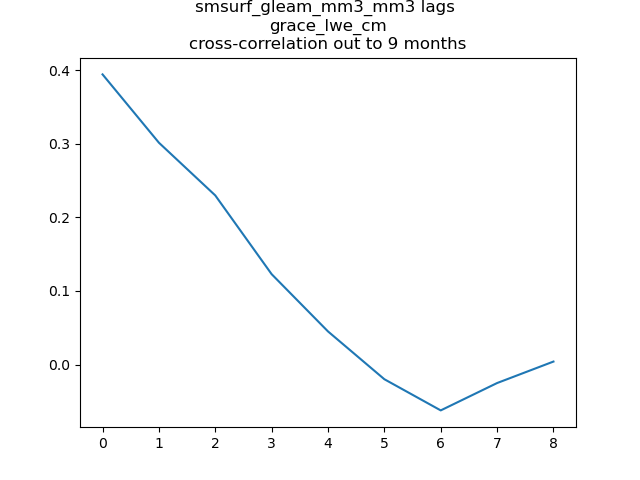 smsurf_gleam_mm3_mm3 lags
grace_lwe_cm
cross-correlation out to 9 months
0.4
0.3
0.2
0.1
0.0
0 1 2 3 4 5 6 7 8